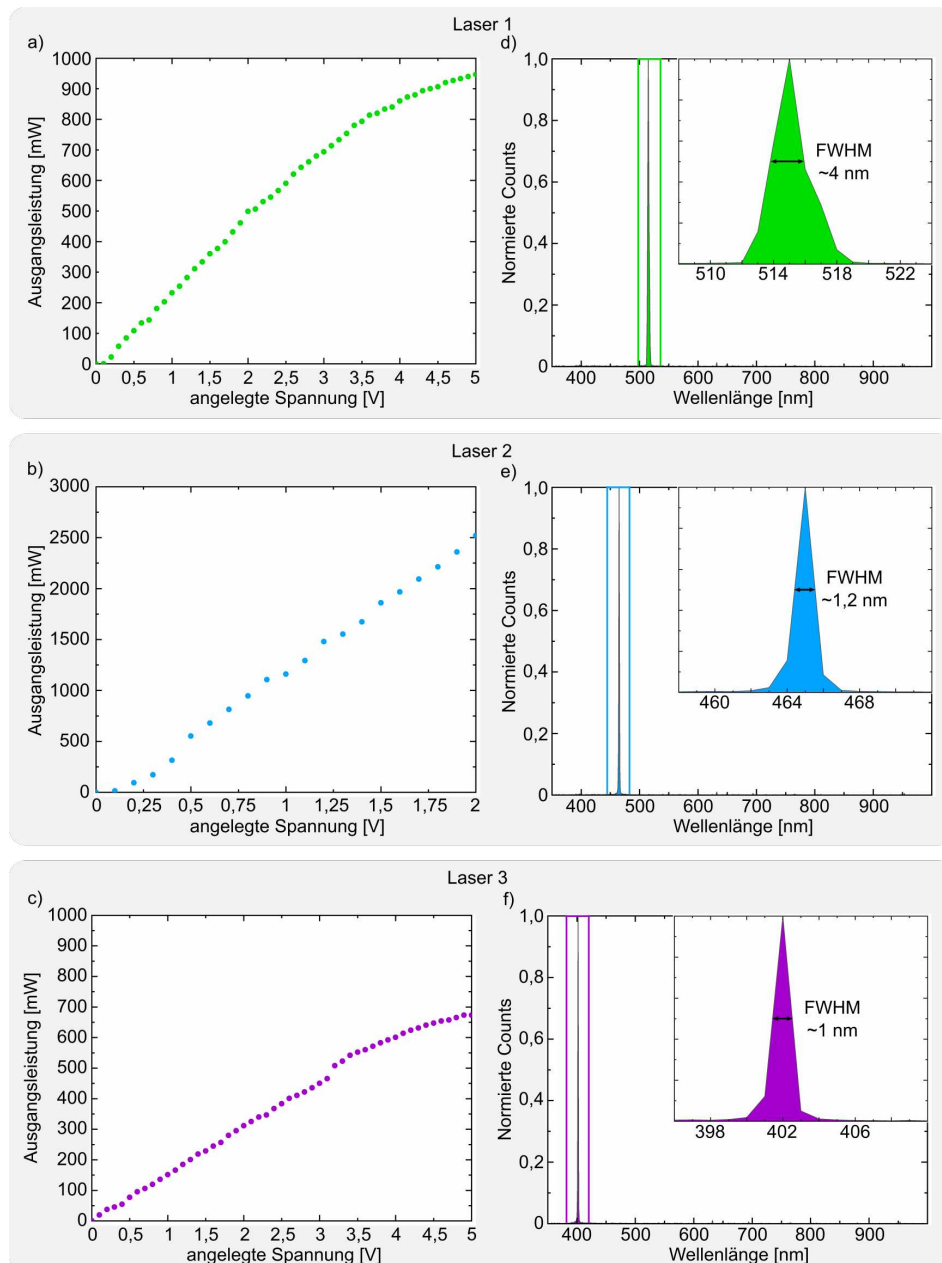 Laser 1
a)
1000
900
800
700
600
500
400
300
200
100
0
Ausgangsleistung [mW]
0 0,5 1 1,5 2 2,5 3 3,5 4 4,5 5
angelegte Spannung [V]
d)
1,0
0,8
0,6
0,4
0,2
0
Normierte Counts
FWHM
~4 nm
510 514 518 522
400 500 600 700 800 900
Wellenlänge [nm]
Laser 2
b)
3000
2500
2000
1500
1000
500
0
Ausgangsleistung [mW]
0 0,25 0,5 0,75 1 1,25 1,5 1,75 2
angelegte Spannung [V]
e)
1,0
0,8
0,6
0,4
0,2
0
Normierte Counts
FWHM
~1,2 nm
460 464 468
400 500 600 700 800 900
Wellenlänge [nm]
Laser 3
c)
1000
900
800
700
600
500
400
300
200
100
0
Ausgangsleistung [mW]
0 0,5 1 1,5 2 2,5 3 3,5 4 4,5 5
angelegte Spannung [V]
f)
1,0
0,8
0,6
0,4
0,2
0
Normierte Counts
FWHM
~1 nm
398 402 406
400 500 600 700 800 900
Wellenlänge [nm]